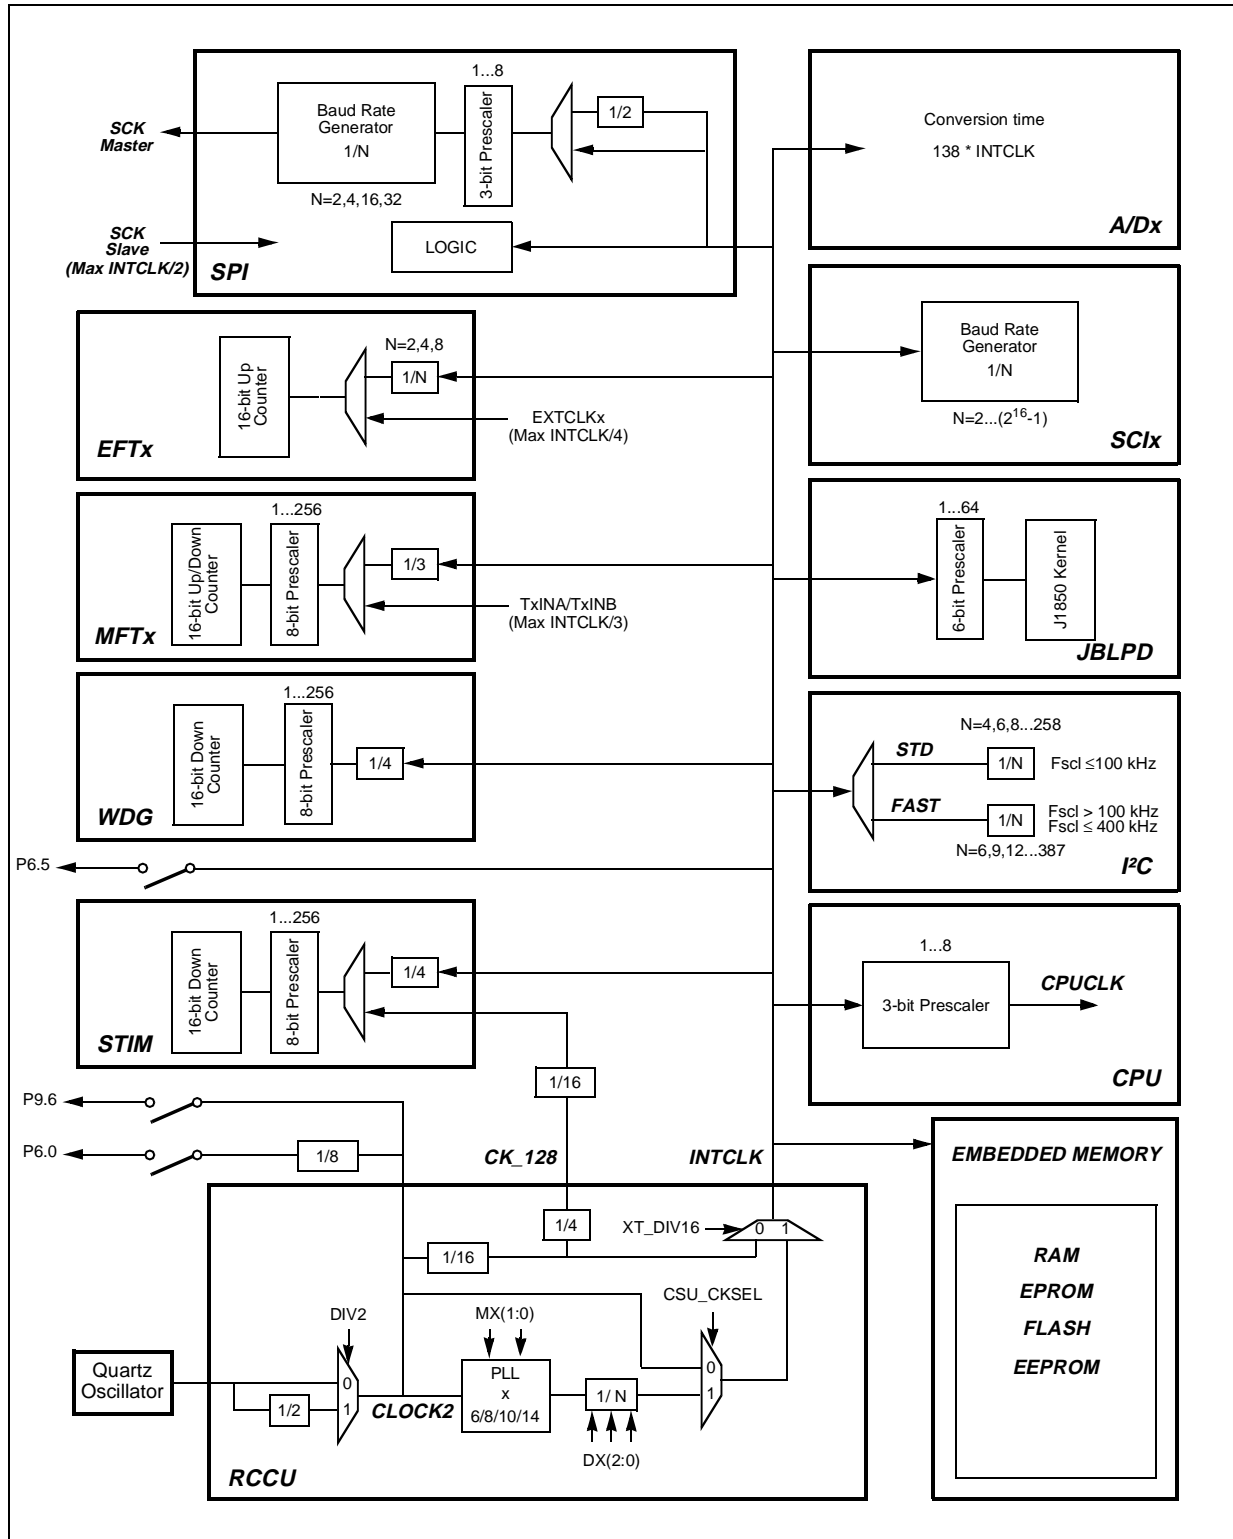 1...8
Baud Rate
Generator
1/N
3-bit Prescaler
1/2
SCK
Master
N=2,4,16,32
SCK
Slave
(Max INTCLK/2)
LOGIC
SPI
Conversion time
138 * INTCLK
A/Dx
N=2,4,8
16-bit Up
Counter
1/N
EXTCLKx
(Max INTCLK/4)
EFTx
Baud Rate
Generator
1/N
N=2...(2^16-1)
SCIx
1...256
16-bit Up/Down
Counter
8-bit Prescaler
1/3
TxINA/TxINB
(Max INTCLK/3)
MFTx
1...64
6-bit Prescaler
J1850 Kernel
JBLPD
1...256
16-bit Down
Counter
8-bit Prescaler
1/4
WDG
N=4,6,8...258
STD
1/N
Fscl ≤100 kHz
FAST
1/N
Fscl > 100 kHz
Fscl ≤ 400 kHz
N=6,9,12...387
I²C
P6.5
1...256
16-bit Down
Counter
8-bit Prescaler
1/4
STIM
1...8
3-bit Prescaler
CPUCLK
CPU
1/16
P9.6
P6.0
1/8
CK_128
INTCLK
EMBEDDED MEMORY
RAM
EPROM
FLASH
EEPROM
1/4
XT_DIV16
0 1
1/16
CSU_CKSEL
DIV2
MX(1:0)
Quartz
Oscillator
1/2
0
1
CLOCK2
PLL
x
6/8/10/14
1/ N
0
1
DX(2:0)
RCCU